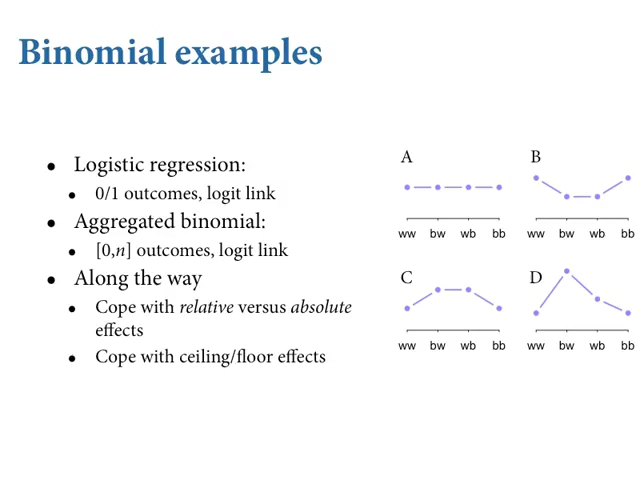 Binomial examples
• Logistic regression:
• 0/1 outcomes, logit link
• Aggregated binomial:
• [0,n] outcomes, logit link
• Along the way
• Cope with relative versus absolute
effects
• Cope with ceiling/floor effects
A
ww bw wb bb
B
ww bw wb bb
C
ww bw wb bb
D
ww bw wb bb